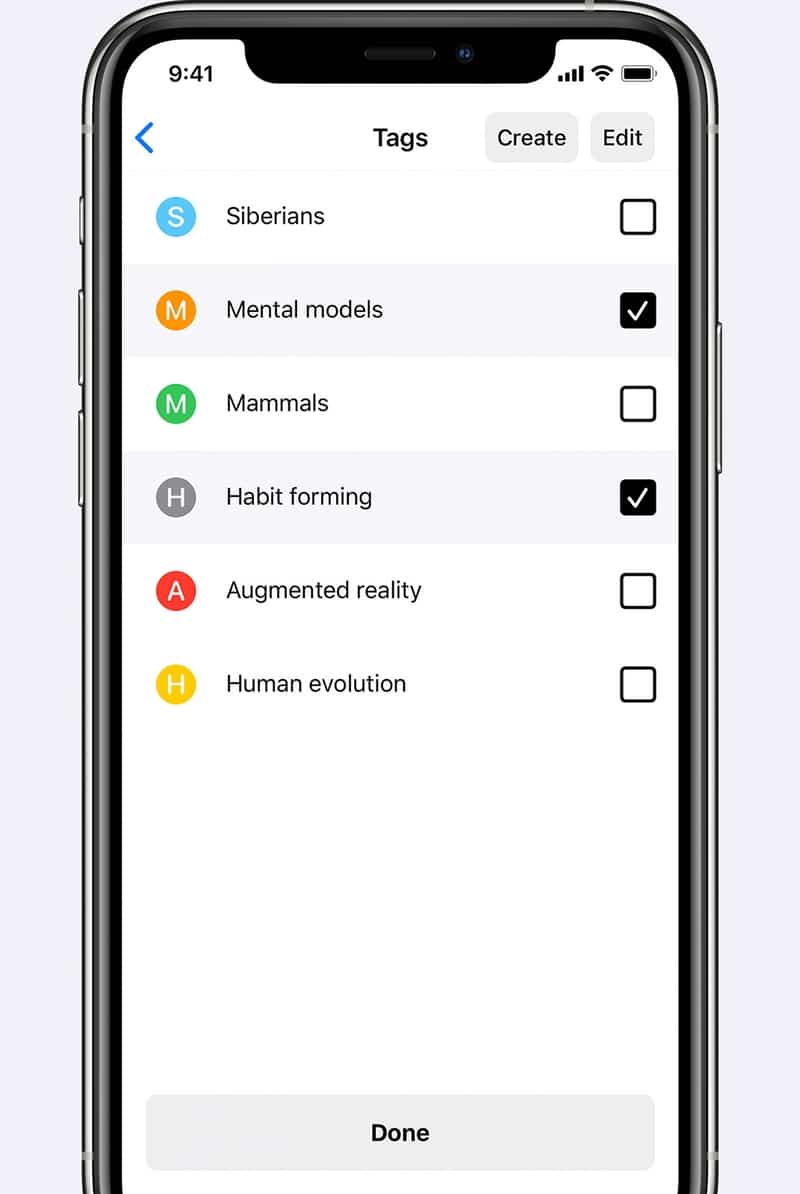 9:41
Tags Create Edit
S Siberians
M Mental models
M Mammals
H Habit forming
A Augmented reality
H Human evolution
Done